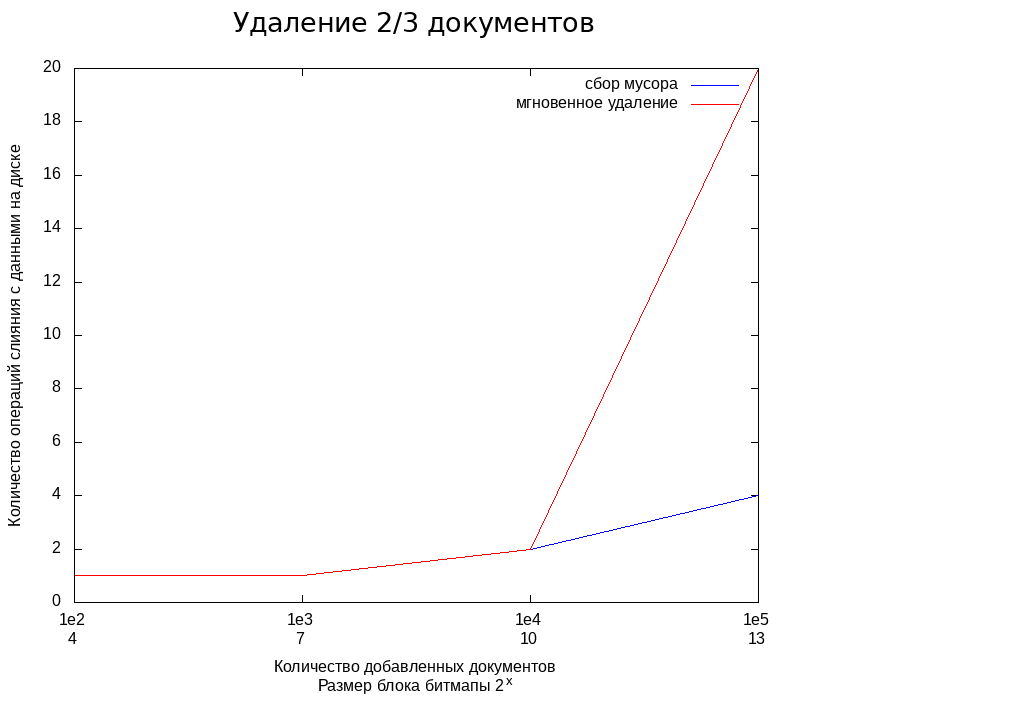 Удаление 2/3 документов
сбор мусора
мгновенное удаление
20
18
16
14
12
10
8
6
4
2
0
Количество операций слияния с данными на диске
1e2 1e3 1e4 1e5
4 7 10 13
Количество добавленных документов
Размер блока битмапы 2^x